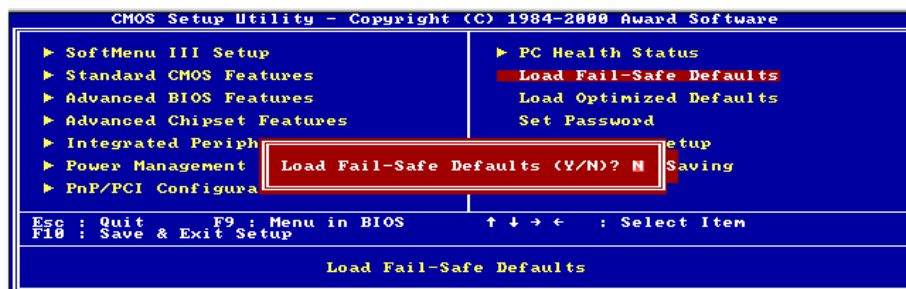 CMOS Setup Utility - Copyright (C) 1984-2000 Award Software
SoftMenu III Setup
Standard CMOS Features
Advanced BIOS Features
Advanced Chipset Features
Integrated Periph
Power Management
PnP/PCI Configura
PC Health Status
Load Fail-Safe Defaults
Load Optimized Defaults
Set Password
etup
Saving
Load Fail-Safe Defaults (Y/N)? N
Esc : Quit F9 : Menu in BIOS ↑ ↓ → ← : Select Item
F10 : Save & Exit Setup
Load Fail-Safe Defaults